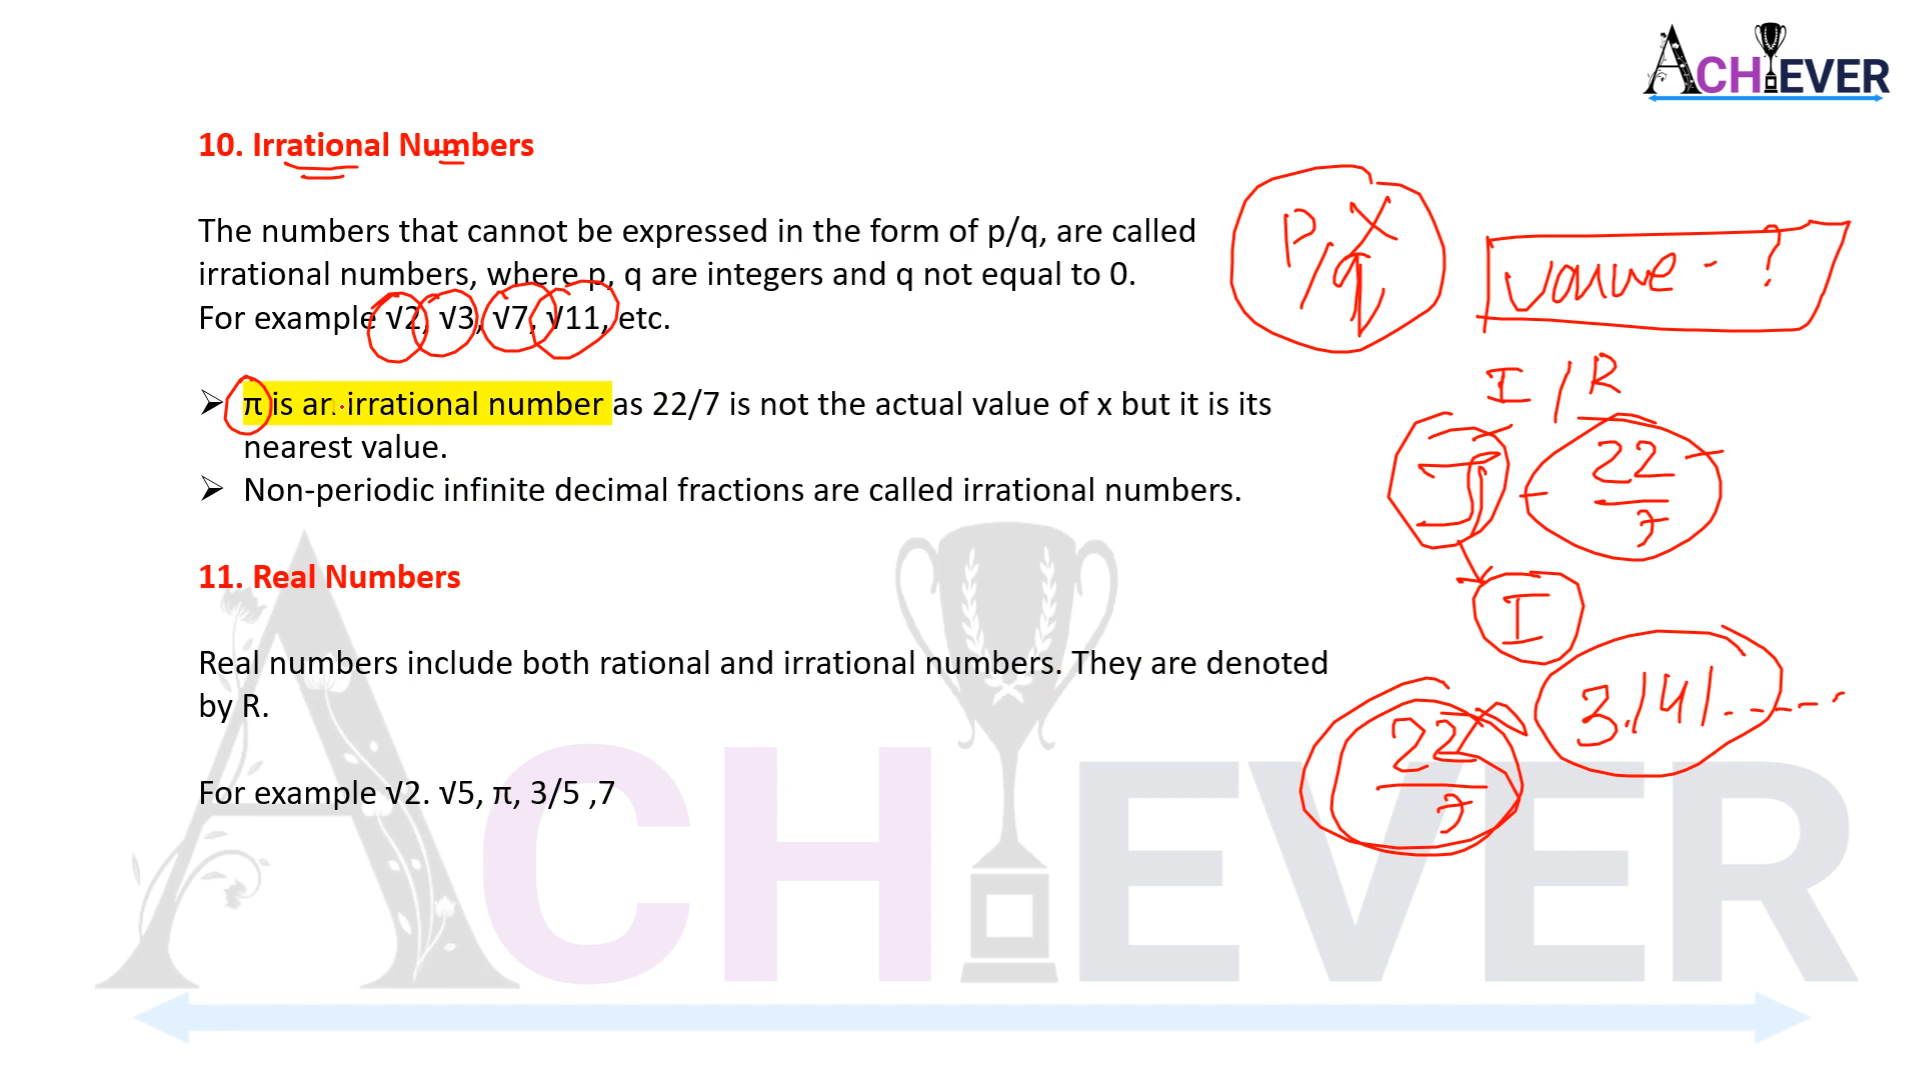 ACHIEVER
10. Irrational Numbers
The numbers that cannot be expressed in the form of p/q, are called
irrational numbers, where p, q are integers and q not equal to 0.
For example √2, √3, √7, √11, etc.
➤ π is an irrational number as 22/7 is not the actual value of x but it is its
nearest value.
➤ Non-periodic infinite decimal fractions are called irrational numbers.
11. Real Numbers
Real numbers include both rational and irrational numbers. They are denoted
by R.
For example √2. √5, π, 3/5 ,7
P/q X
value - ?
I / R
22/7
I
3.141.......
22/7
ACHIEVER